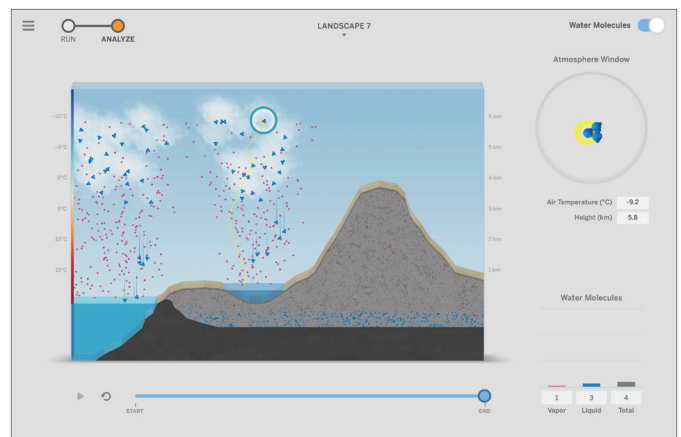 LANDSCAPE 7
Water Molecules
RUN
ANALYZE
Atmosphere Window
-10°C
-5°C
0°C
5°C
10°C
15°C
6 km
5 km
4 km
3 km
2 km
1 km
Air Temperature (°C) -9.2
Height (km) 5.8
Water Molecules
1 3 4
Vapor Liquid Total
START
END